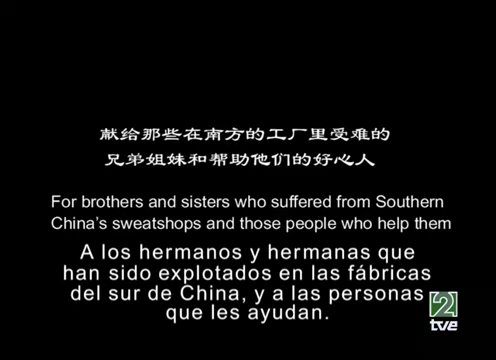 献给那些在南方的工厂里受难的
兄弟姐妹和帮助他们的好心人
For brothers and sisters who suffered from Southern
China's sweatshops and those people who help them
A los hermanos y hermanas que
han sido explotados en las fábricas
del sur de China, y a las personas
que les ayudan.
2
tve